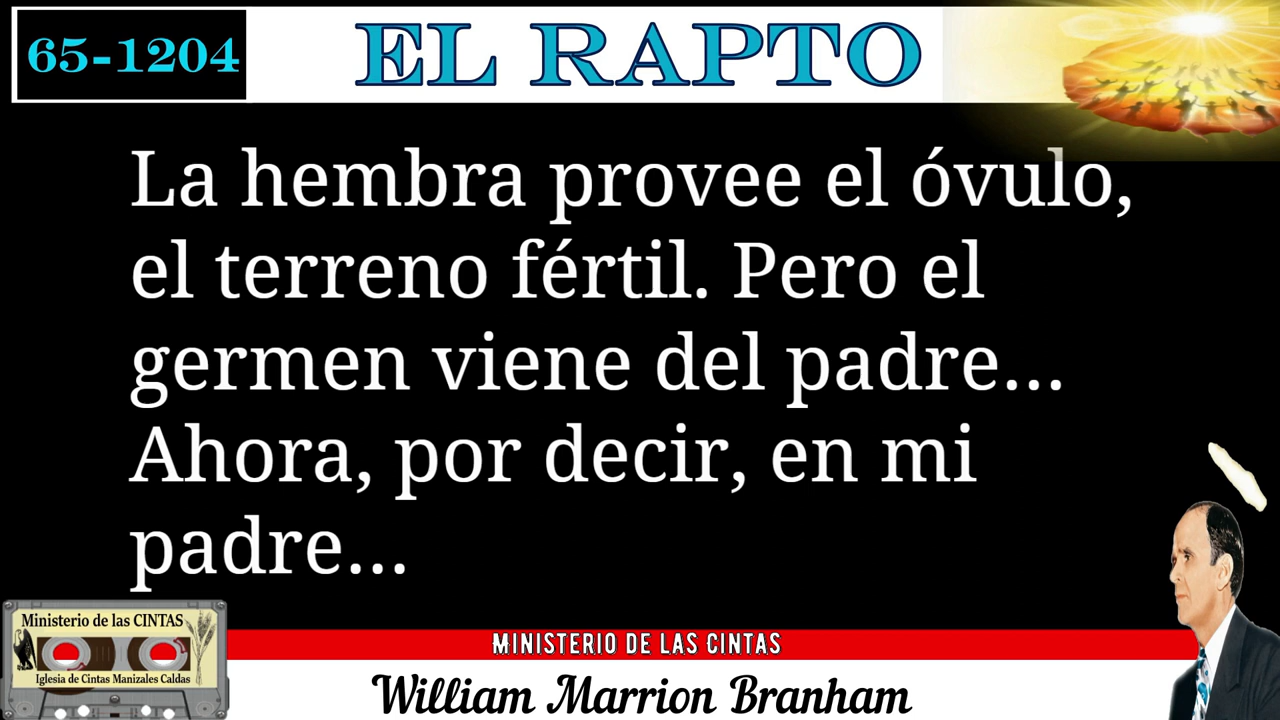 65-1204
EL RAPTO
La hembra provee el óvulo,
el terreno fértil. Pero el
germen viene del padre...
Ahora, por decir, en mi
padre...
Ministerio de las CINTAS
Iglesia de Cintas Manizales Caldas
MINISTERIO DE LAS CINTAS
William Marrion Branham